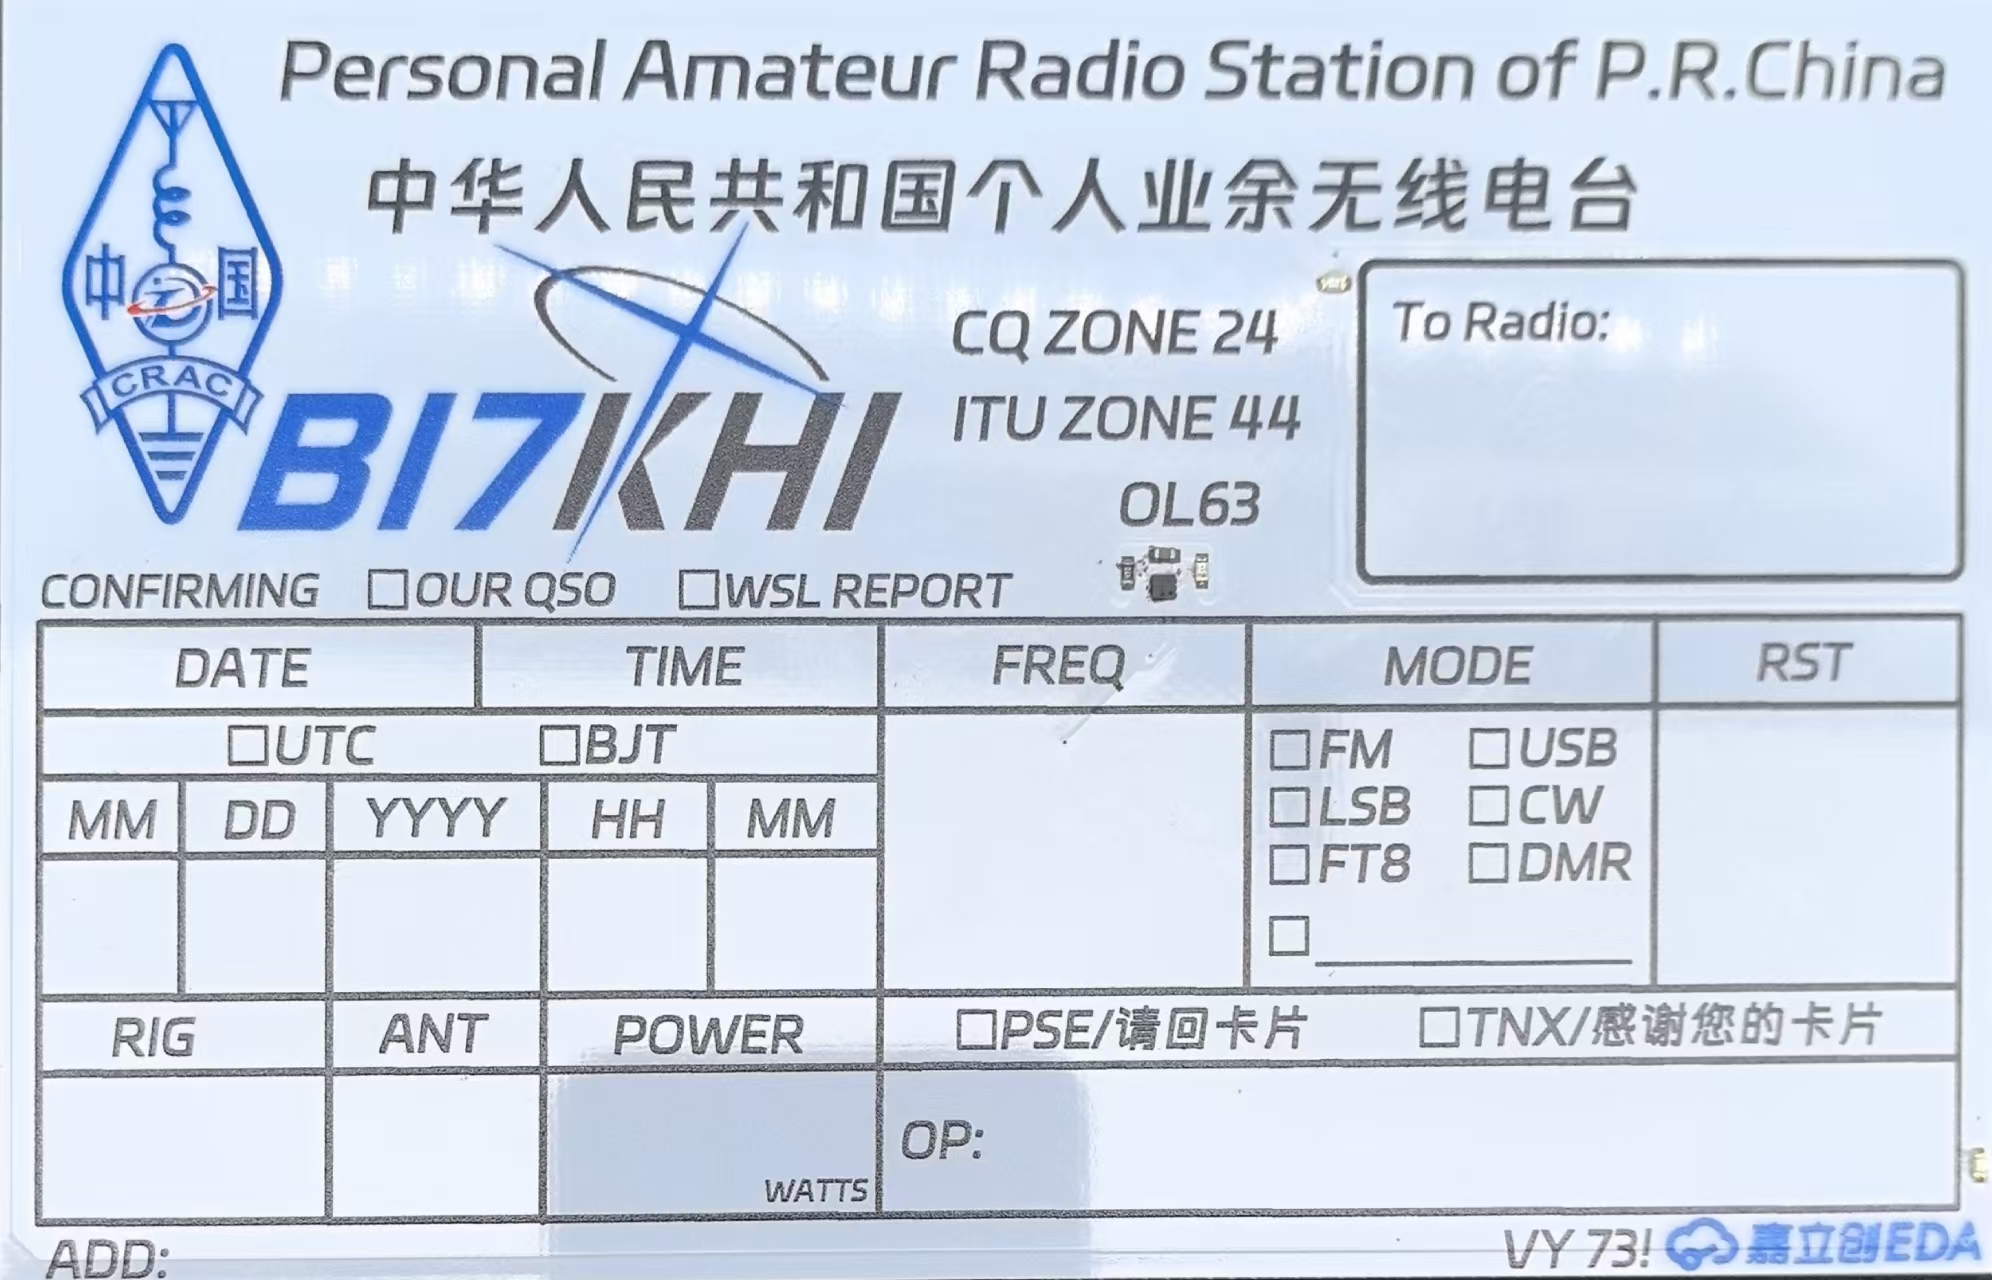 Personal Amateur Radio Station of P.R.China
中华人民共和国个人业余无线电台
中国
CRAC
BI7KHI
CQ ZONE 24
ITU ZONE 44
OL63
To Radio:
CONFIRMING □OUR QSO □WSL REPORT
DATE TIME FREQ MODE RST
□UTC □BJT
□FM □USB
□LSB □CW
□FT8 □DMR
□
MM DD YYYY HH MM
RIG ANT POWER □PSE/请回卡片 □TNX/感谢您的卡片
WATTS
OP:
ADD:
VY 73! 嘉立创EDA